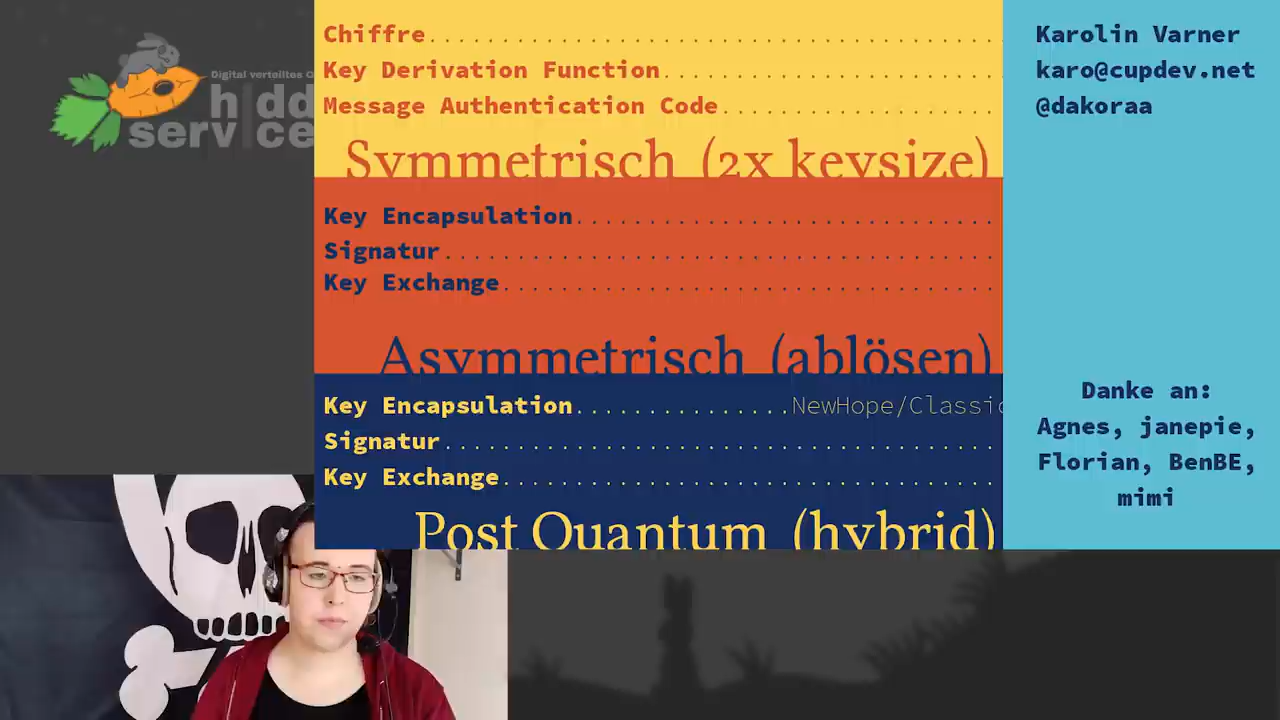 Digital verteiltes
hidd
service
Chiffre
Key Derivation Function
Message Authentication Code
Symmetrisch (2x keysize)
Key Encapsulation
Signatur
Key Exchange
Asymmetrisch (ablösen)
Key Encapsulation...............NewHope/Classic
Signatur
Key Exchange
Post Quantum (hybrid)
Karolin Varner
karo@cupdev.net
@dakoraa
Danke an:
Agnes, janepie,
Florian, BenBE,
mimi